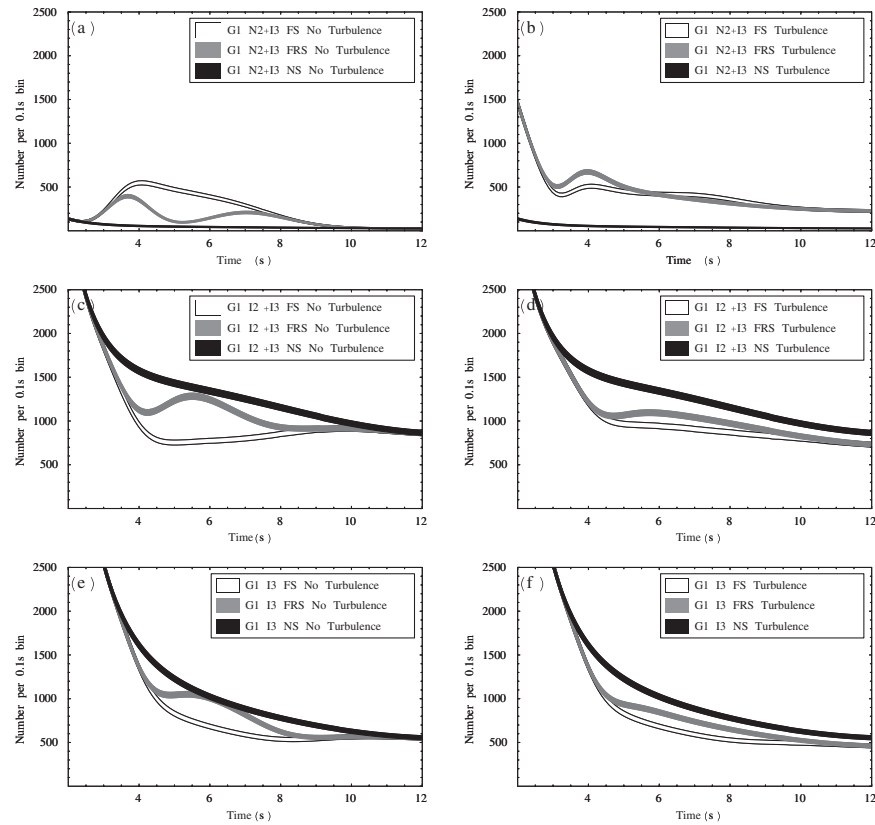 (a)
G1 N2+I3 FS No Turbulence
G1 N2+I3 FRS No Turbulence
G1 N2+I3 NS No Turbulence
2500
2000
1500
1000
500
Number per 0.1s bin
4 6 8 10 12
Time (s)
(b)
G1 N2+I3 FS Turbulence
G1 N2+I3 FRS Turbulence
G1 N2+I3 NS Turbulence
2500
2000
1500
1000
500
Number per 0.1s bin
4 6 8 10 12
Time (s)
(c)
G1 I2 +I3 FS No Turbulence
G1 I2 +I3 FRS No Turbulence
G1 I2 +I3 NS No Turbulence
2500
2000
1500
1000
500
Number per 0.1s bin
4 6 8 10 12
Time(s)
(d)
G1 I2 +I3 FS Turbulence
G1 I2 +I3 FRS Turbulence
G1 I2 +I3 NS Turbulence
2500
2000
1500
1000
500
Number per 0.1s bin
4 6 8 10 12
Time(s)
(e)
G1 I3 FS No Turbulence
G1 I3 FRS No Turbulence
G1 I3 NS No Turbulence
2500
2000
1500
1000
500
Number per 0.1s bin
4 6 8 10 12
Time(s)
(f)
G1 I3 FS Turbulence
G1 I3 FRS Turbulence
G1 I3 NS Turbulence
2500
2000
1500
1000
500
Number per 0.1s bin
4 6 8 10 12
Time(s)